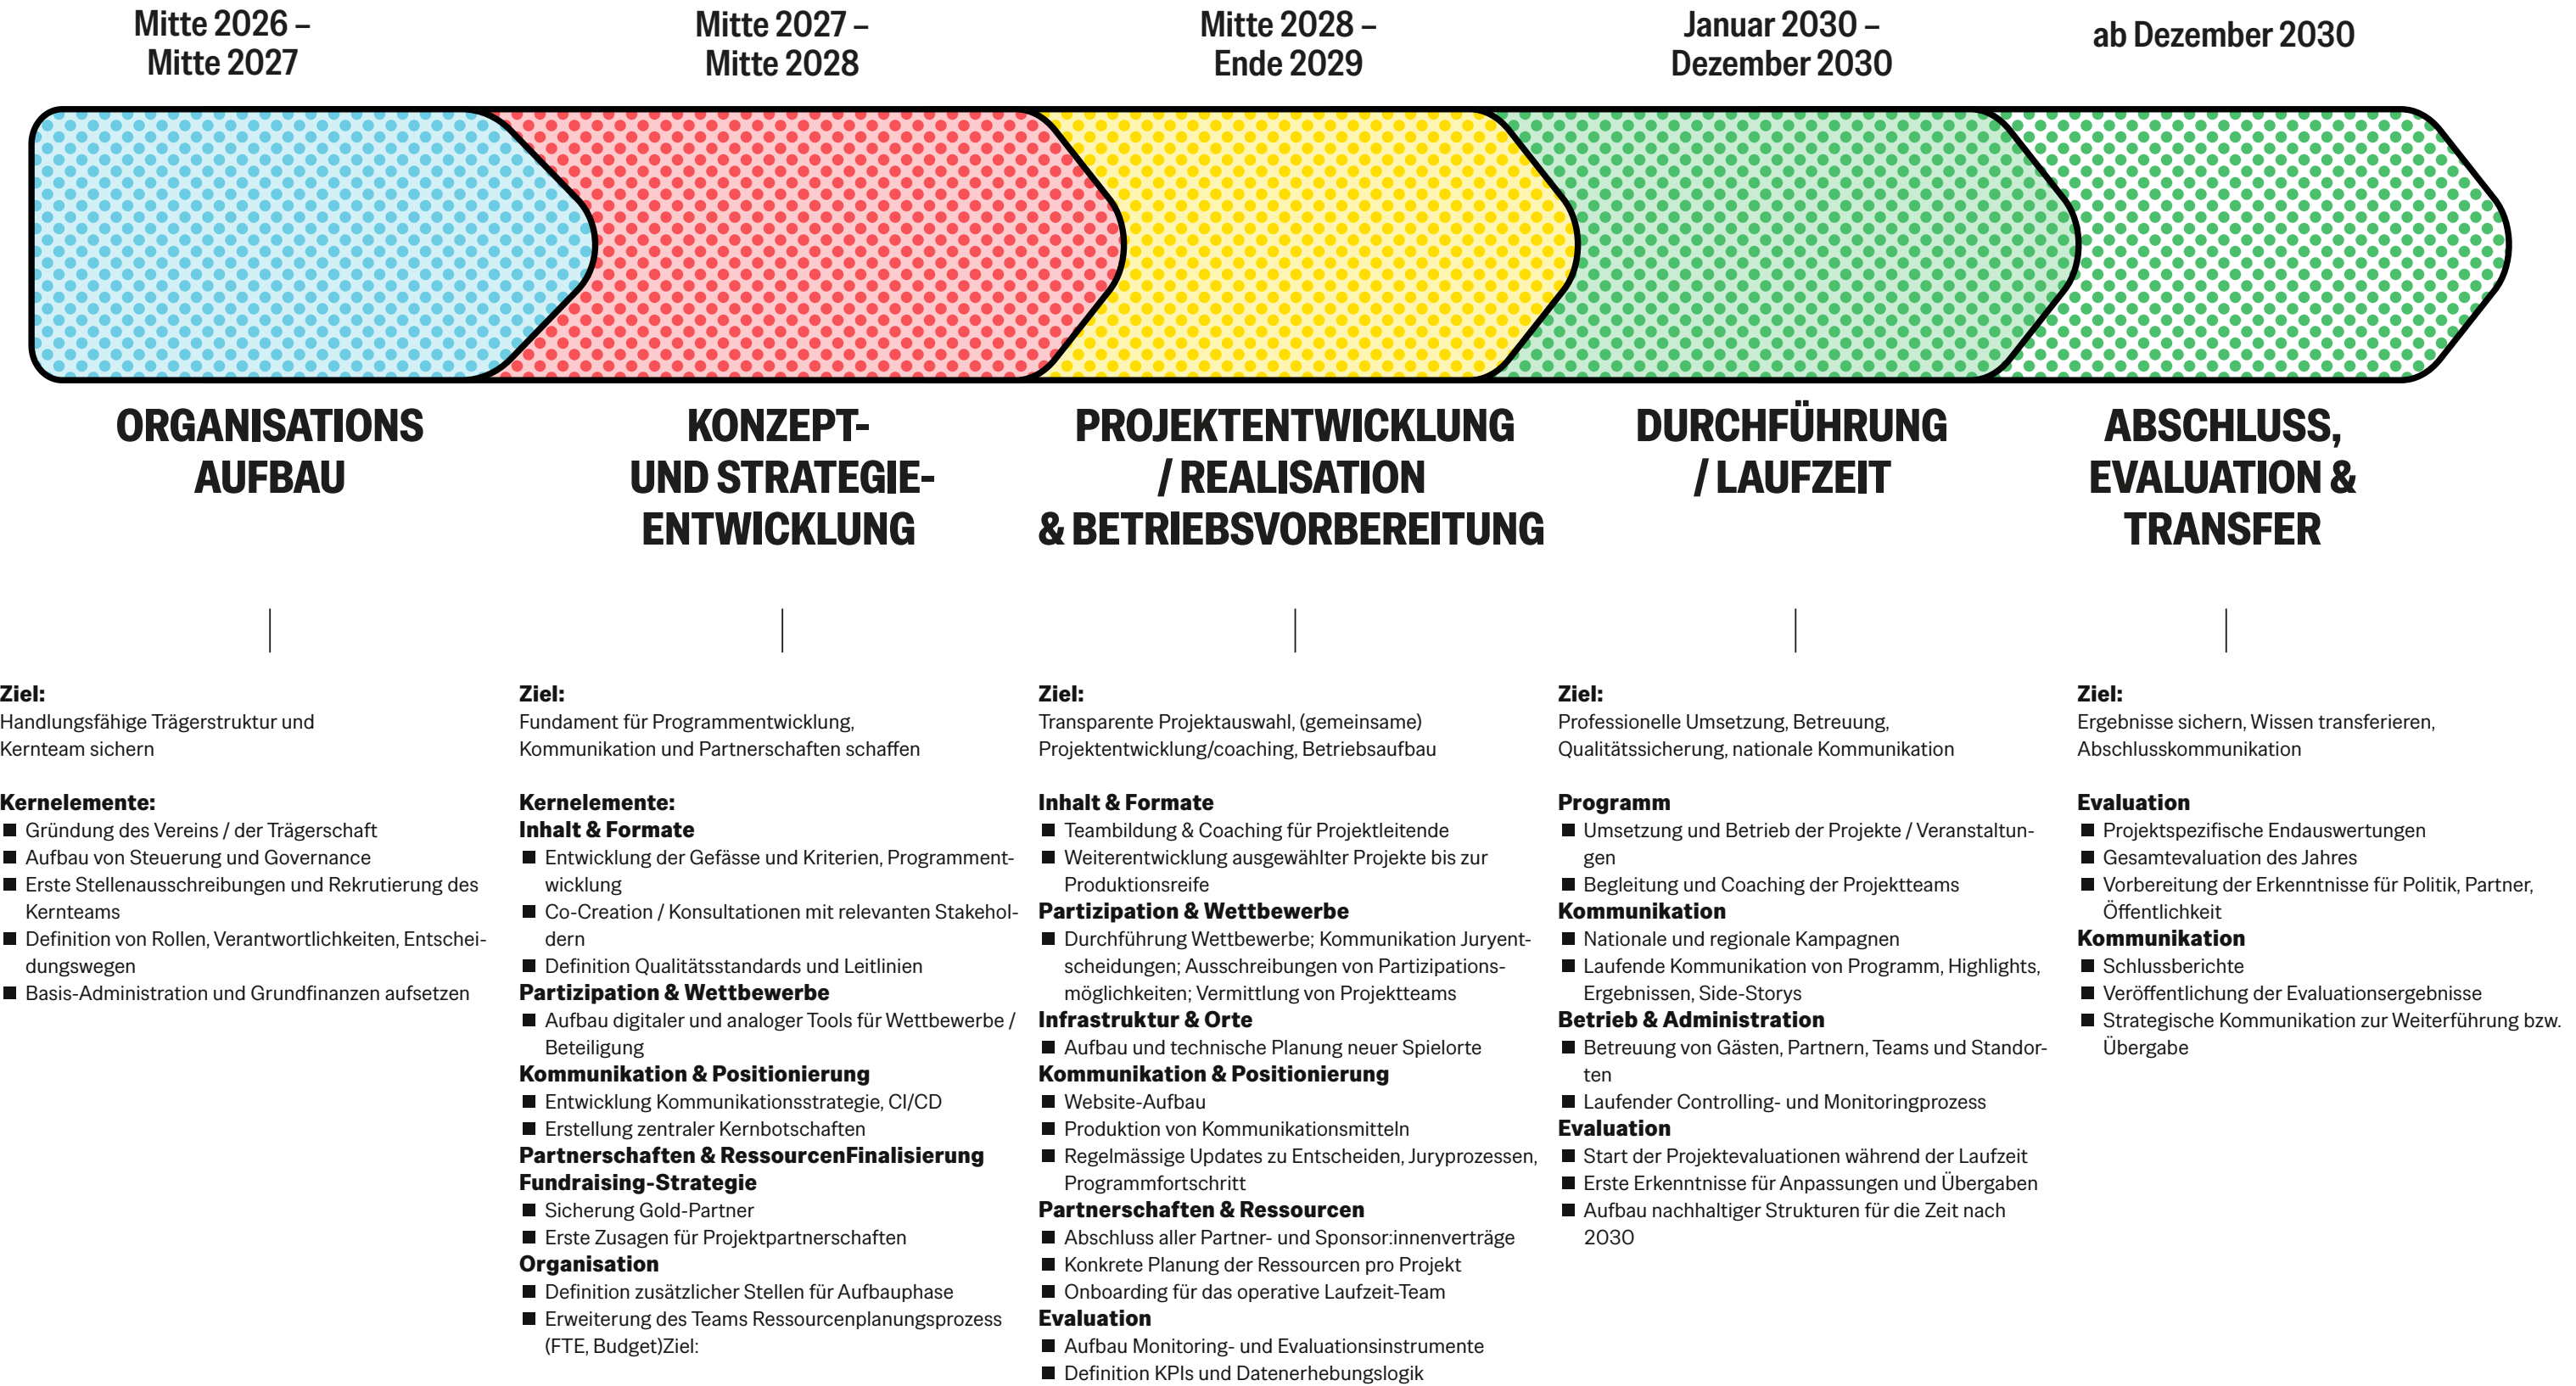 Mitte 2026 –
Mitte 2027
Mitte 2027 –
Mitte 2028
Mitte 2028 –
Ende 2029
Januar 2030 –
Dezember 2030
ab Dezember 2030
ORGANISATIONS
AUFBAU
KONZEPT-
UND STRATEGIE-
ENTWICKLUNG
PROJEKTENTWICKLUNG
/ REALISATION
& BETRIEBSVORBEREITUNG
DURCHFÜHRUNG
/ LAUFZEIT
ABSCHLUSS,
EVALUATION &
TRANSFER
Ziel:
Handlungsfähige Trägerstruktur und
Kernteam sichern
Kernelemente:
■ Gründung des Vereins / der Trägerschaft
■ Aufbau von Steuerung und Governance
■ Erste Stellenausschreibungen und Rekrutierung des
Kernteams
■ Definition von Rollen, Verantwortlichkeiten, Entschei-
dungswegen
■ Basis-Administration und Grundfinanzen aufsetzen
Ziel:
Fundament für Programmentwicklung,
Kommunikation und Partnerschaften schaffen
Kernelemente:
Inhalt & Formate
■ Entwicklung der Gefässe und Kriterien, Programment-
wicklung
■ Co-Creation / Konsultationen mit relevanten Stakehol-
dern
■ Definition Qualitätsstandards und Leitlinien
Partizipation & Wettbewerbe
■ Aufbau digitaler und analoger Tools für Wettbewerbe /
Beteiligung
Kommunikation & Positionierung
■ Entwicklung Kommunikationsstrategie, CI/CD
■ Erstellung zentraler Kernbotschaften
Partnerschaften & RessourcenFinalisierung
Fundraising-Strategie
■ Sicherung Gold-Partner
■ Erste Zusagen für Projektpartnerschaften
Organisation
■ Definition zusätzlicher Stellen für Aufbauphase
■ Erweiterung des Teams Ressourcenplanungsprozess
(FTE, Budget)Ziel:
Ziel:
Transparente Projektauswahl, (gemeinsame)
Projektentwicklung/coaching, Betriebsaufbau
Inhalt & Formate
■ Teambildung & Coaching für Projektleitende
■ Weiterentwicklung ausgewählter Projekte bis zur
Produktionsreife
Partizipation & Wettbewerbe
■ Durchführung Wettbewerbe; Kommunikation Juryent-
scheidungen; Ausschreibungen von Partizipations-
möglichkeiten; Vermittlung von Projektteams
Infrastruktur & Orte
■ Aufbau und technische Planung neuer Spielorte
Kommunikation & Positionierung
■ Website-Aufbau
■ Produktion von Kommunikationsmitteln
■ Regelmässige Updates zu Entscheiden, Juryprozessen,
Programmfortschritt
Partnerschaften & Ressourcen
■ Abschluss aller Partner- und Sponsor:innenverträge
■ Konkrete Planung der Ressourcen pro Projekt
■ Onboarding für das operative Laufzeit-Team
Evaluation
■ Aufbau Monitoring- und Evaluationsinstrumente
■ Definition KPIs und Datenerhebungslogik
Ziel:
Professionelle Umsetzung, Betreuung,
Qualitätssicherung, nationale Kommunikation
Programm
■ Umsetzung und Betrieb der Projekte / Veranstaltun-
gen
■ Begleitung und Coaching der Projektteams
Kommunikation
■ Nationale und regionale Kampagnen
■ Laufende Kommunikation von Programm, Highlights,
Ergebnissen, Side-Storys
Betrieb & Administration
■ Betreuung von Gästen, Partnern, Teams und Standor-
ten
■ Laufender Controlling- und Monitoringprozess
Evaluation
■ Start der Projektevaluationen während der Laufzeit
■ Erste Erkenntnisse für Anpassungen und Übergaben
■ Aufbau nachhaltiger Strukturen für die Zeit nach
2030
Ziel:
Ergebnisse sichern, Wissen transferieren,
Abschlusskommunikation
Evaluation
■ Projektspezifische Endauswertungen
■ Gesamtevaluation des Jahres
■ Vorbereitung der Erkenntnisse für Politik, Partner,
Öffentlichkeit
Kommunikation
■ Schlussberichte
■ Veröffentlichung der Evaluationsergebnisse
■ Strategische Kommunikation zur Weiterführung bzw.
Übergabe